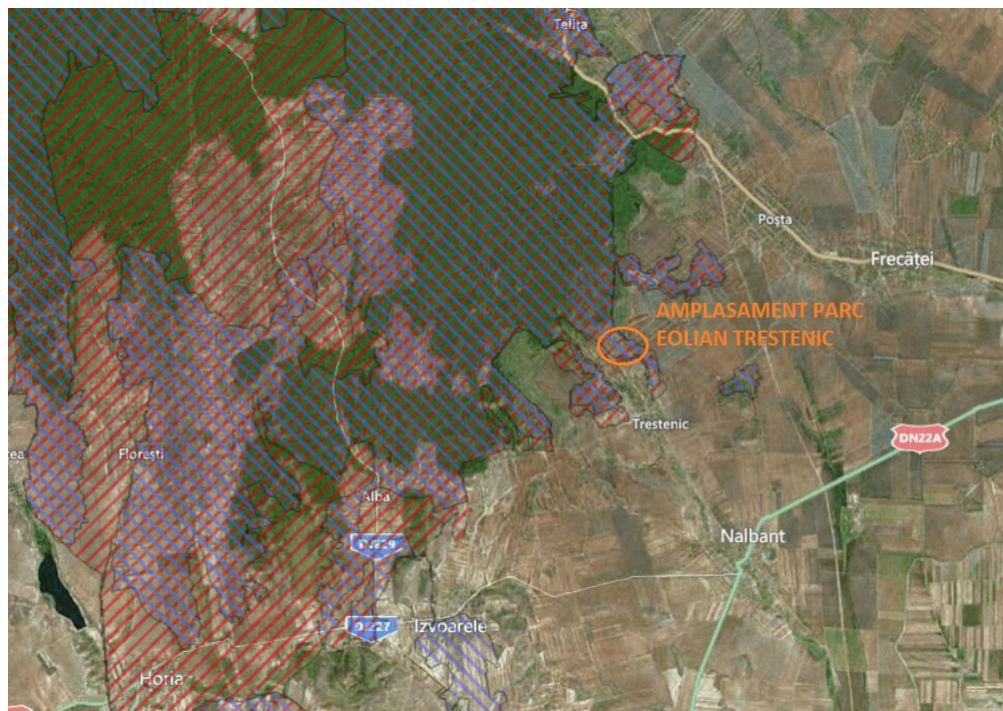 Telița
Poșta
Frecăței
AMPLASAMENT PARC
EOLIAN TRESTENIC
Trestenic
DN22A
Florești
Alba
Nalbant
Izvoarele
Horia